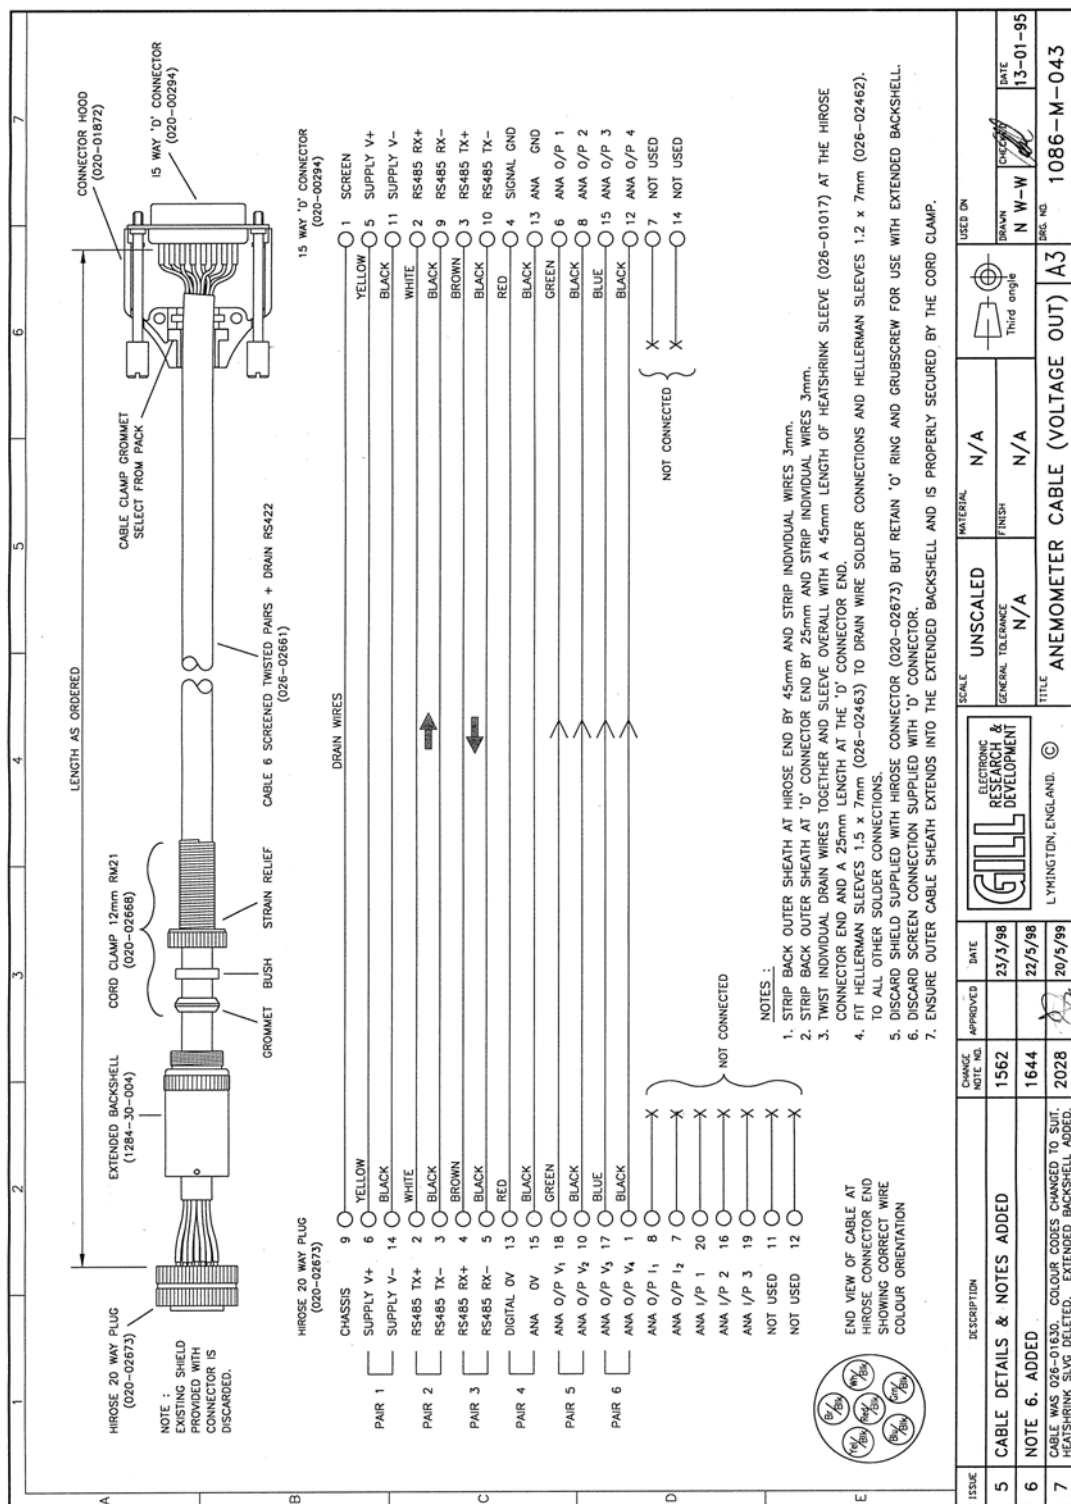 1 2 3 4 5 6 7
A
B
C
D
E
LENGTH AS ORDERED
HIROSE 20 WAY PLUG
(020-02673)
NOTE :
EXISTING SHIELD
PROVIDED WITH
CONNECTOR IS
DISCARDED.
EXTENDED BACKSHELL
(1284-30-004)
CORD CLAMP 12mm RM21
(020-02668)
GROMMET
BUSH
STRAIN RELIEF
CABLE 6 SCREENED TWISTED PAIRS + DRAIN RS422
(026-02661)
CABLE CLAMP GROMMET
SELECT FROM PACK
CONNECTOR HOOD
(020-01872)
15 WAY 'D' CONNECTOR
(020-00294)
HIROSE 20 WAY PLUG
(020-02673)
15 WAY 'D' CONNECTOR
(020-00294)
CHASSIS 9 DRAIN WIRES 1 SCREEN
PAIR 1
SUPPLY V+ 6 YELLOW YELLOW 5 SUPPLY V+
SUPPLY V- 14 BLACK BLACK 11 SUPPLY V-
PAIR 2
RS485 TX+ 2 WHITE WHITE 2 RS485 RX+
RS485 TX- 3 BLACK BLACK 9 RS485 RX-
PAIR 3
RS485 RX+ 4 BROWN BROWN 3 RS485 TX+
RS485 RX- 5 BLACK BLACK 10 RS485 TX-
PAIR 4
DIGITAL 0V 13 RED RED 4 SIGNAL GND
ANA 0V 15 BLACK BLACK 13 ANA GND
PAIR 5
ANA O/P V1 18 GREEN GREEN 6 ANA O/P 1
ANA O/P V2 10 BLACK BLACK 8 ANA O/P 2
PAIR 6
ANA O/P V3 17 BLUE BLUE 15 ANA O/P 3
ANA O/P V4 1 BLACK BLACK 12 ANA O/P 4
ANA O/P I1 8 7 NOT USED
ANA O/P I2 7 14 NOT USED
ANA I/P 1 20
ANA I/P 2 16
ANA I/P 3 19
NOT USED 11
NOT USED 12
NOT CONNECTED
NOT CONNECTED
END VIEW OF CABLE AT
HIROSE CONNECTOR END
SHOWING CORRECT WIRE
COLOUR ORIENTATION
Br/Blk
Wh/Blk
Yel/Blk
Red/Blk
Grn/Blk
Blu/Blk
NOTES :
1. STRIP BACK OUTER SHEATH AT HIROSE END BY 45mm AND STRIP INDIVIDUAL WIRES 3mm.
2. STRIP BACK OUTER SHEATH AT 'D' CONNECTOR END BY 25mm AND STRIP INDIVIDUAL WIRES 3mm.
3. TWIST INDIVIDUAL DRAIN WIRES TOGETHER AND SLEEVE OVERALL WITH A 45mm LENGTH OF HEATSHRINK SLEEVE (026-01017) AT THE HIROSE
CONNECTOR END AND A 25mm LENGTH AT THE 'D' CONNECTOR END.
4. FIT HELLERMAN SLEEVES 1.5 x 7mm (026-02463) TO DRAIN WIRE SOLDER CONNECTIONS AND HELLERMAN SLEEVES 1.2 x 7mm (026-02462).
TO ALL OTHER SOLDER CONNECTIONS.
5. DISCARD SHIELD SUPPLIED WITH HIROSE CONNECTOR (020-02673) BUT RETAIN 'O' RING AND GRUBSCREW FOR USE WITH EXTENDED BACKSHELL.
6. DISCARD SCREEN CONNECTION SUPPLIED WITH 'D' CONNECTOR.
7. ENSURE OUTER CABLE SHEATH EXTENDS INTO THE EXTENDED BACKSHELL AND IS PROPERLY SECURED BY THE CORD CLAMP.
ISSUE DESCRIPTION CHANGE NOTE NO. APPROVED DATE
5 CABLE DETAILS & NOTES ADDED 1562 23/3/98
6 NOTE 6. ADDED 1644 22/5/98
7 CABLE WAS 026-01630. COLOUR CODES CHANGED TO SUIT.
HEATSHRINK SLVG DELETED. EXTENDED BACKSHELL ADDED. 2028 20/5/99
GILL ELECTRONIC
RESEARCH &
DEVELOPMENT
LYMINGTON, ENGLAND. ©
SCALE UNSCALED
GENERAL TOLERANCE N/A
MATERIAL N/A
FINISH N/A
Third angle
USED ON
DRAWN N W-W
CHECKED
DATE 13-01-95
TITLE ANEMOMETER CABLE (VOLTAGE OUT)
A3
DRG. NO. 1086-M-043